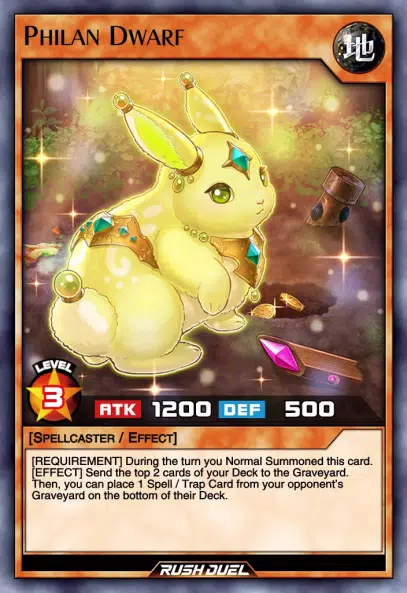 Philan Dwarf
地
LEVEL
3
ATK 1200 DEF 500
[Spellcaster / Effect]
[REQUIREMENT] During the turn you Normal Summoned this card.
[EFFECT] Send the top 2 cards of your Deck to the Graveyard.
Then, you can place 1 Spell / Trap Card from your opponent's
Graveyard on the bottom of their Deck.
RUSH DUEL